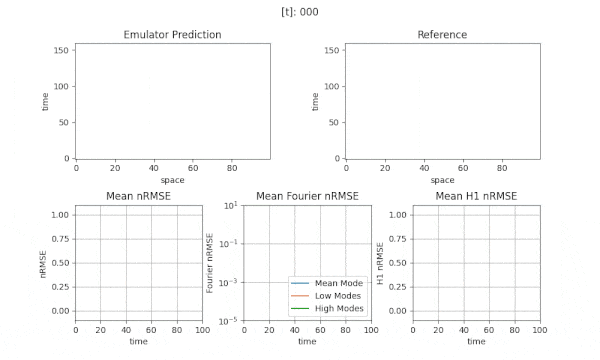 [t]: 000
Emulator Prediction
Reference
150
100
50
0
time
0 20 40 60 80
space
150
100
50
0
time
0 20 40 60 80
space
Mean nRMSE
Mean Fourier nRMSE
Mean H1 nRMSE
1.00
0.75
0.50
0.25
0.00
nRMSE
0 20 40 60 80 100
time
10¹
10⁻¹
10⁻³
10⁻⁵
Fourier nRMSE
Mean Mode
Low Modes
High Modes
0 20 40 60 80 100
time
1.00
0.75
0.50
0.25
0.00
H1 nRMSE
0 20 40 60 80 100
time